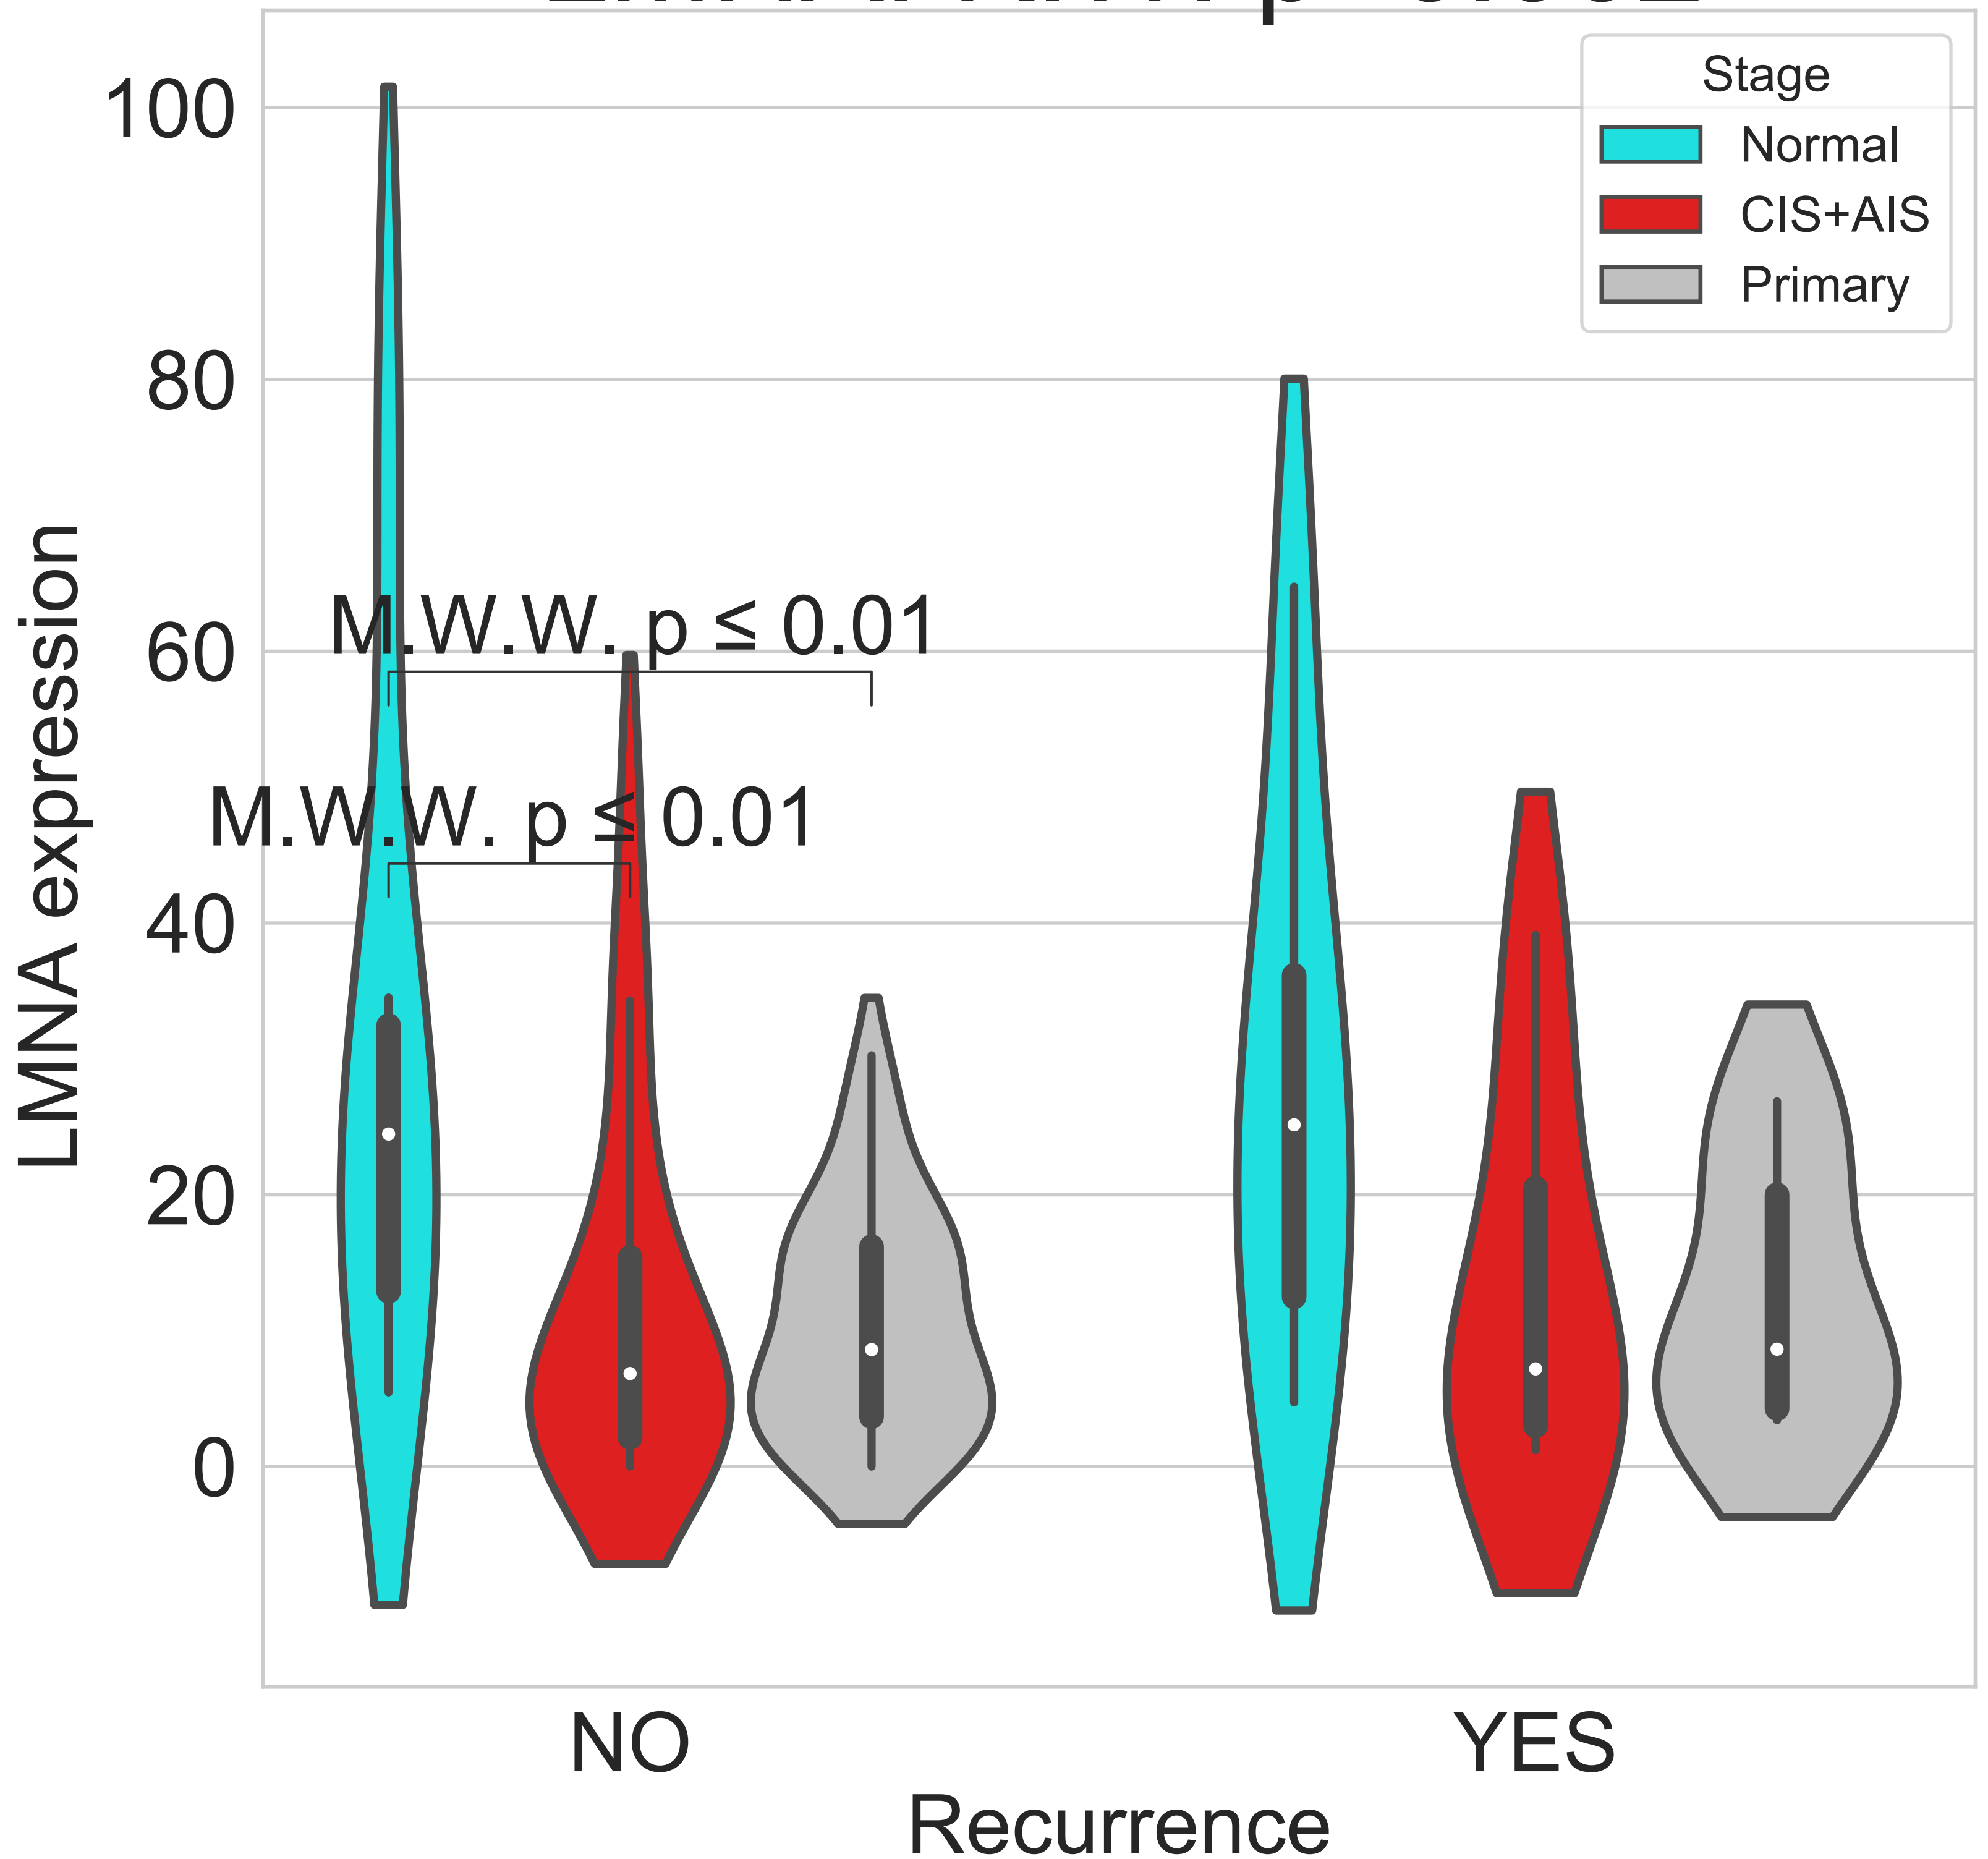 Stage
Normal
CIS+AIS
Primary
100
80
60
40
20
0
LMNA expression
M.W.W. p ≤ 0.01
M.W.W. p ≤ 0.01
NO
YES
Recurrence